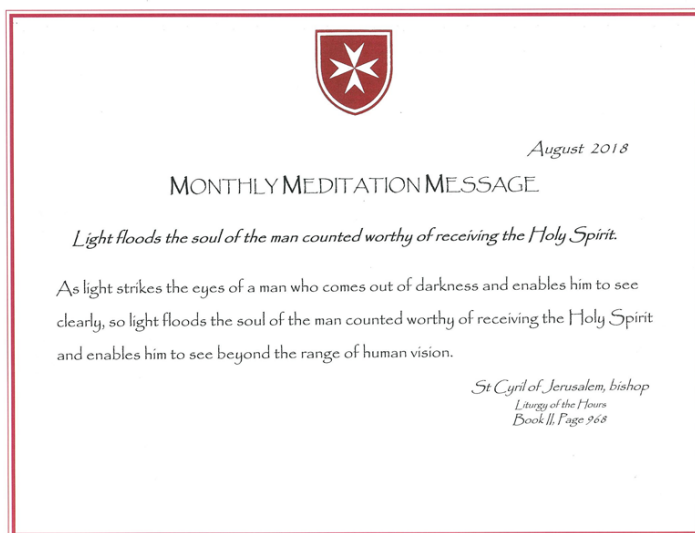 August 2018
MONTHLY MEDITATION MESSAGE
Light floods the soul of the man counted worthy of receiving the Holy Spirit.
As light strikes the eyes of a man who comes out of darkness and enables him to see
clearly, so light floods the soul of the man counted worthy of receiving the Holy Spirit
and enables him to see beyond the range of human vision.
St Cyril of Jerusalem, bishop
Liturgy of the Hours
Book II, Page 968